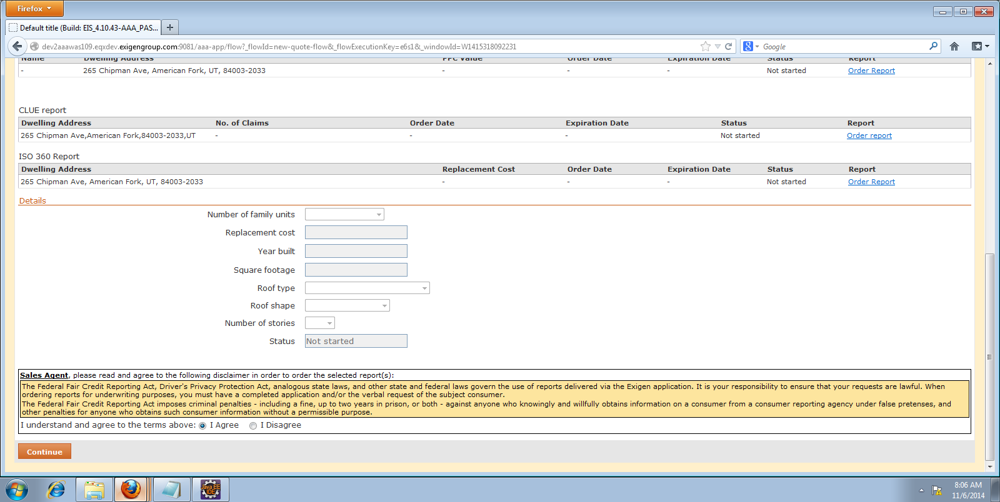 Firefox
Default title (Build: EIS_4.10.43-AAA_PAS...
dev2aaawas109.eqxdev.exigengroup.com:9081/aaa-app/flow?_flowId=new-quote-flow&_flowExecutionKey=e6s1&_windowId=W1415318092231
Google
Name Dwelling Address PPC Value Order Date Expiration Date Status Report
- 265 Chipman Ave, American Fork, UT, 84003-2033 - - - Not started Order Report
CLUE report
Dwelling Address No. of Claims Order Date Expiration Date Status Report
265 Chipman Ave,American Fork,84003-2033,UT - - - Not started Order report
ISO 360 Report
Dwelling Address Replacement Cost Order Date Expiration Date Status Report
265 Chipman Ave, American Fork, UT, 84003-2033 - - - Not started Order Report
Details
Number of family units
Replacement cost
Year built
Square footage
Roof type
Roof shape
Number of stories
Status Not started
Sales Agent, please read and agree to the following disclaimer in order to order the selected report(s):
The Federal Fair Credit Reporting Act, Driver's Privacy Protection Act, analogous state laws, and other state and federal laws govern the use of reports delivered via the Exigen application. It is your responsibility to ensure that your requests are lawful. When
ordering reports for underwriting purposes, you must have a completed application and/or the verbal request of the subject consumer.
The Federal Fair Credit Reporting Act imposes criminal penalties - including a fine, up to two years in prison, or both - against anyone who knowingly and willfully obtains information on a consumer from a consumer reporting agency under false pretenses, and
other penalties for anyone who obtains such consumer information without a permissible purpose.
I understand and agree to the terms above: I Agree I Disagree
Continue
Java EE
IDE
8:06 AM
11/6/2014